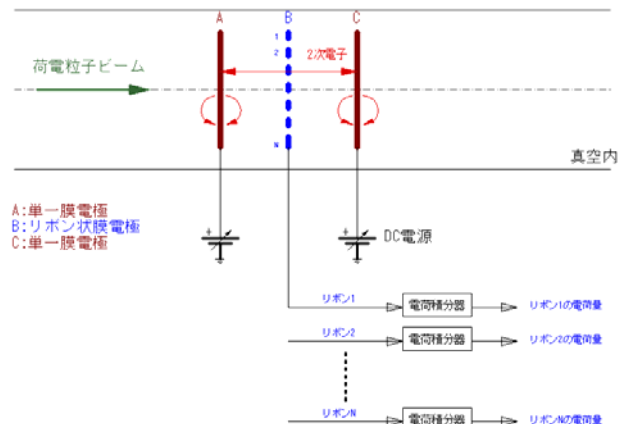 A B C
1
2
2次電子
荷電粒子ビーム
N
真空内
A:単一膜電極
B:リボン状膜電極
C:単一膜電極
+
+
DC電源
リボン1 電荷積分器 リボン1の電荷量
リボン2 電荷積分器 リボン2の電荷量
リボンN 電荷積分器 リボンNの電荷量